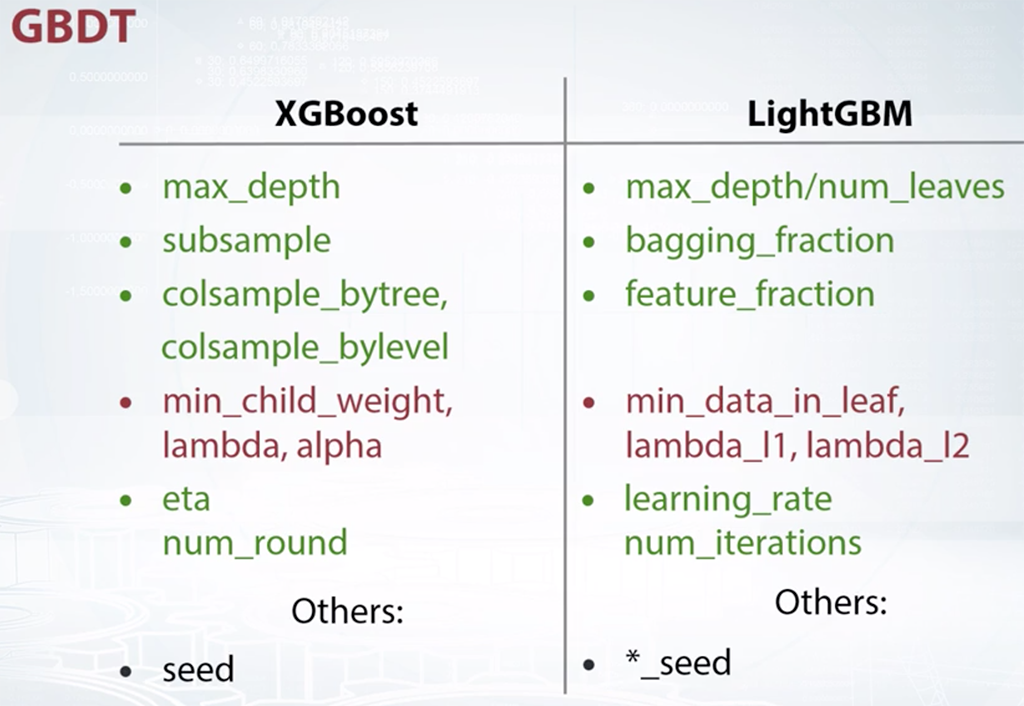 GBDT
XGBoost
LightGBM
• max_depth
• subsample
• colsample_bytree,
colsample_bylevel
• min_child_weight,
lambda, alpha
• eta
num_round
Others:
• seed
• max_depth/num_leaves
• bagging_fraction
• feature_fraction
• min_data_in_leaf,
lambda_l1, lambda_l2
• learning_rate
num_iterations
Others:
• *_seed